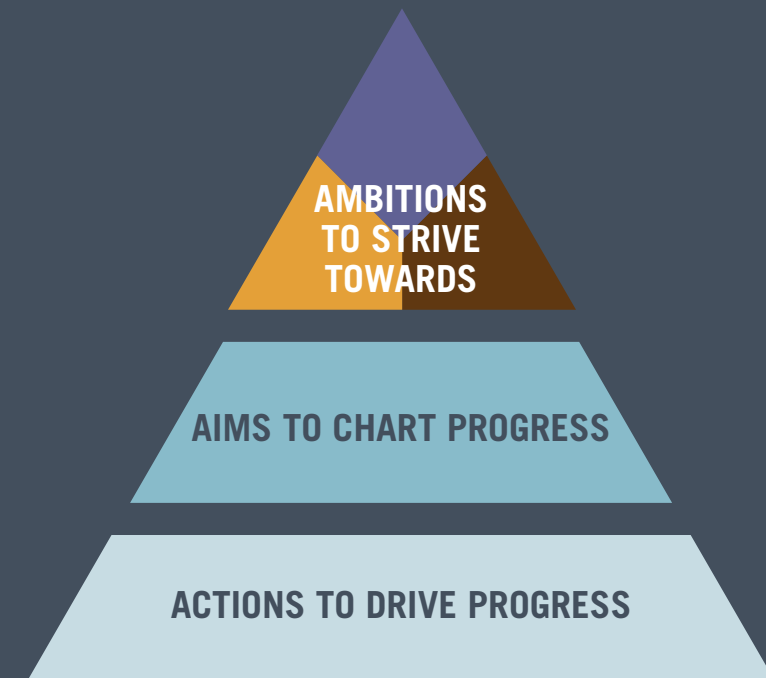 AMBITIONS
TO STRIVE
TOWARDS
AIMS TO CHART PROGRESS
ACTIONS TO DRIVE PROGRESS